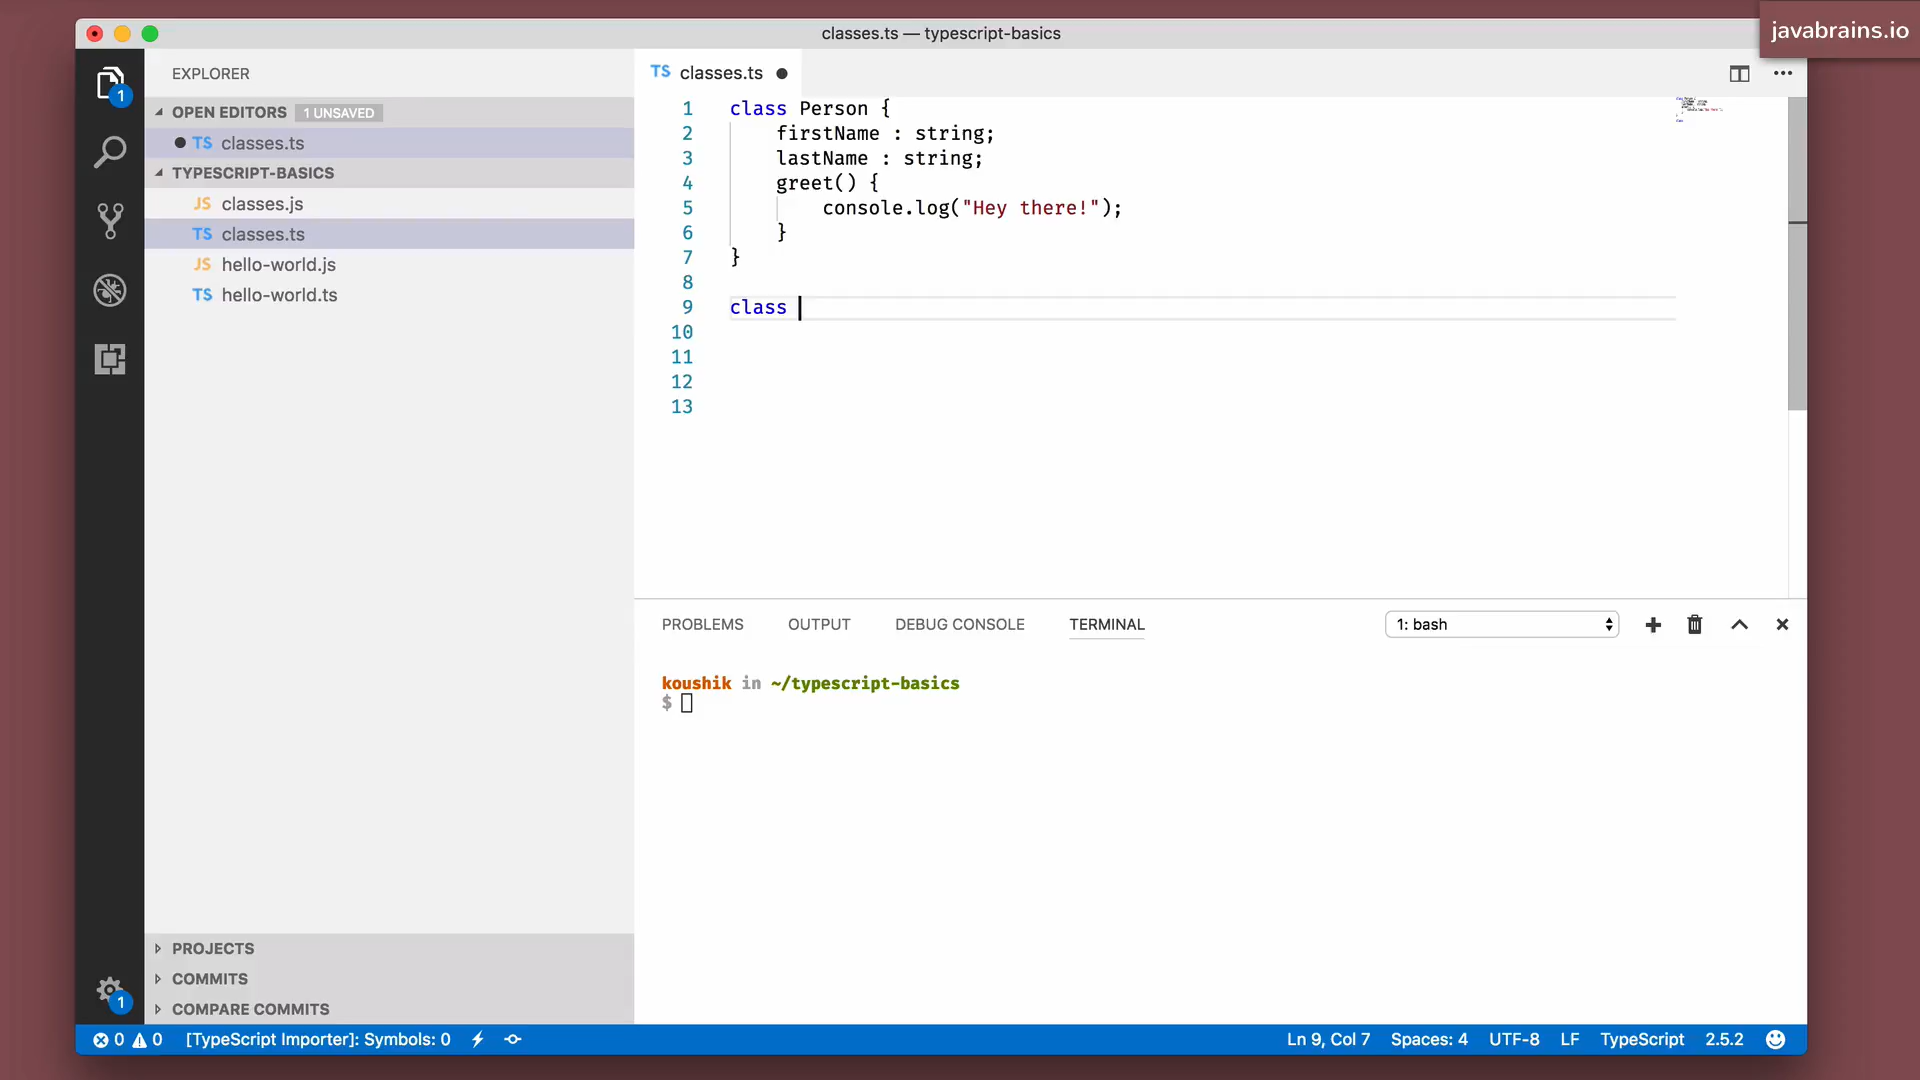 classes.ts — typescript-basics
javabrains.io
EXPLORER
OPEN EDITORS 1 UNSAVED
TS classes.ts
TYPESCRIPT-BASICS
JS classes.js
TS classes.ts
JS hello-world.js
TS hello-world.ts
PROJECTS
COMMITS
COMPARE COMMITS
1
1
TS classes.ts
1 class Person {
2 firstName : string;
3 lastName : string;
4 greet() {
5 console.log("Hey there!");
6 }
7 }
8
9 class
10
11
12
13
PROBLEMS OUTPUT DEBUG CONSOLE TERMINAL 1: bash
koushik in ~/typescript-basics
$
0 0 [TypeScript Importer]: Symbols: 0 Ln 9, Col 7 Spaces: 4 UTF-8 LF TypeScript 2.5.2